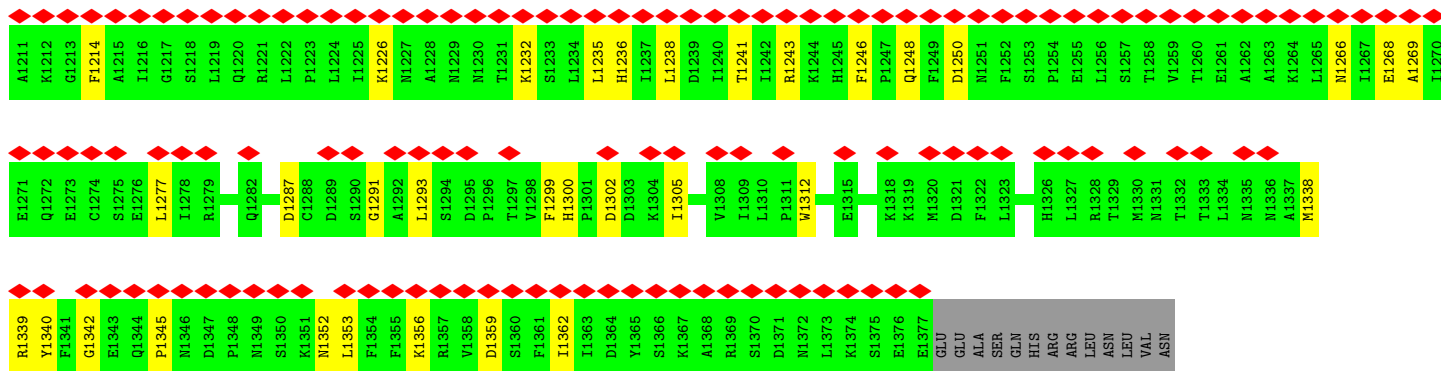 A1211 K1212 G1213 F1214 A1215 I1216 G1217 S1218 L1219 Q1220 R1221 L1222 P1223 L1224 I1225 K1226 N1227 A1228 N1229 N1230 T1231 K1232 S1233 L1234 L1235 H1236 I1237 L1238 D1239 I1240 T1241 I1242 R1243 K1244 H1245 F1246 P1247 Q1248 F1249 D1250 N1251 F1252 S1253 P1254 E1255 L1256 S1257 T1258 V1259 T1260 E1261 A1262 A1263 K1264 L1265 N1266 I1267 E1268 A1269 I1270
E1271 Q1272 E1273 C1274 S1275 E1276 L1277 I1278 R1279 Q1282 D1287 C1288 D1289 S1290 G1291 A1292 L1293 S1294 D1295 P1296 T1297 V1298 F1299 H1300 P1301 D1302 D1303 K1304 I1305 V1308 I1309 L1310 P1311 W1312 E1315 K1318 K1319 M1320 D1321 F1322 L1323 H1326 L1327 R1328 T1329 M1330 N1331 T1332 T1333 L1334 N1335 N1336 A1337 M1338
R1339 Y1340 F1341 G1342 E1343 Q1344 P1345 N1346 D1347 P1348 N1349 S1350 K1351 N1352 L1353 F1354 F1355 K1356 R1357 V1358 D1359 S1360 F1361 I1362 I1363 D1364 Y1365 S1366 K1367 A1368 R1369 S1370 D1371 N1372 L1373 K1374 S1375 E1376 E1377 GLU GLU ALA SER GLN HIS ARG ARG LEU ASN LEU VAL ASN